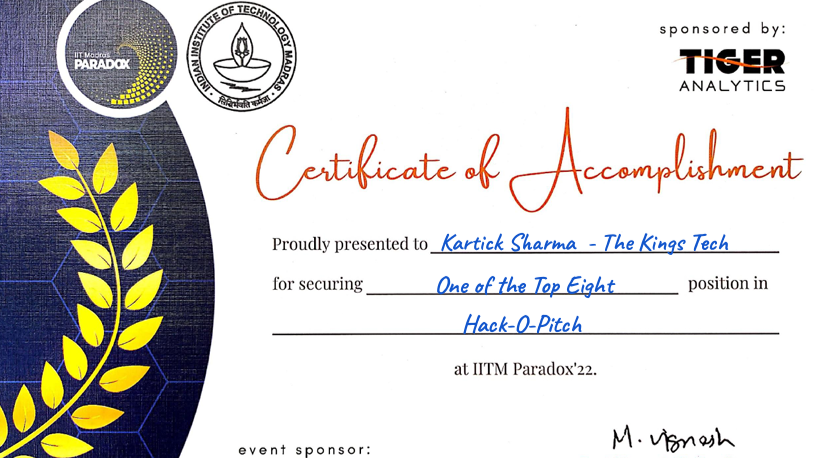 IIT Madras
PARADOX
INDIAN INSTITUTE OF TECHNOLOGY MADRAS
सिद्धिर्भवति कर्मजा
sponsored by:
TIGER
ANALYTICS
Certificate of Accomplishment
Proudly presented to Kartick Sharma - The Kings Tech
for securing One of the Top Eight position in
Hack-O-Pitch
at IITM Paradox'22.
M. Vignesh
event sponsor: